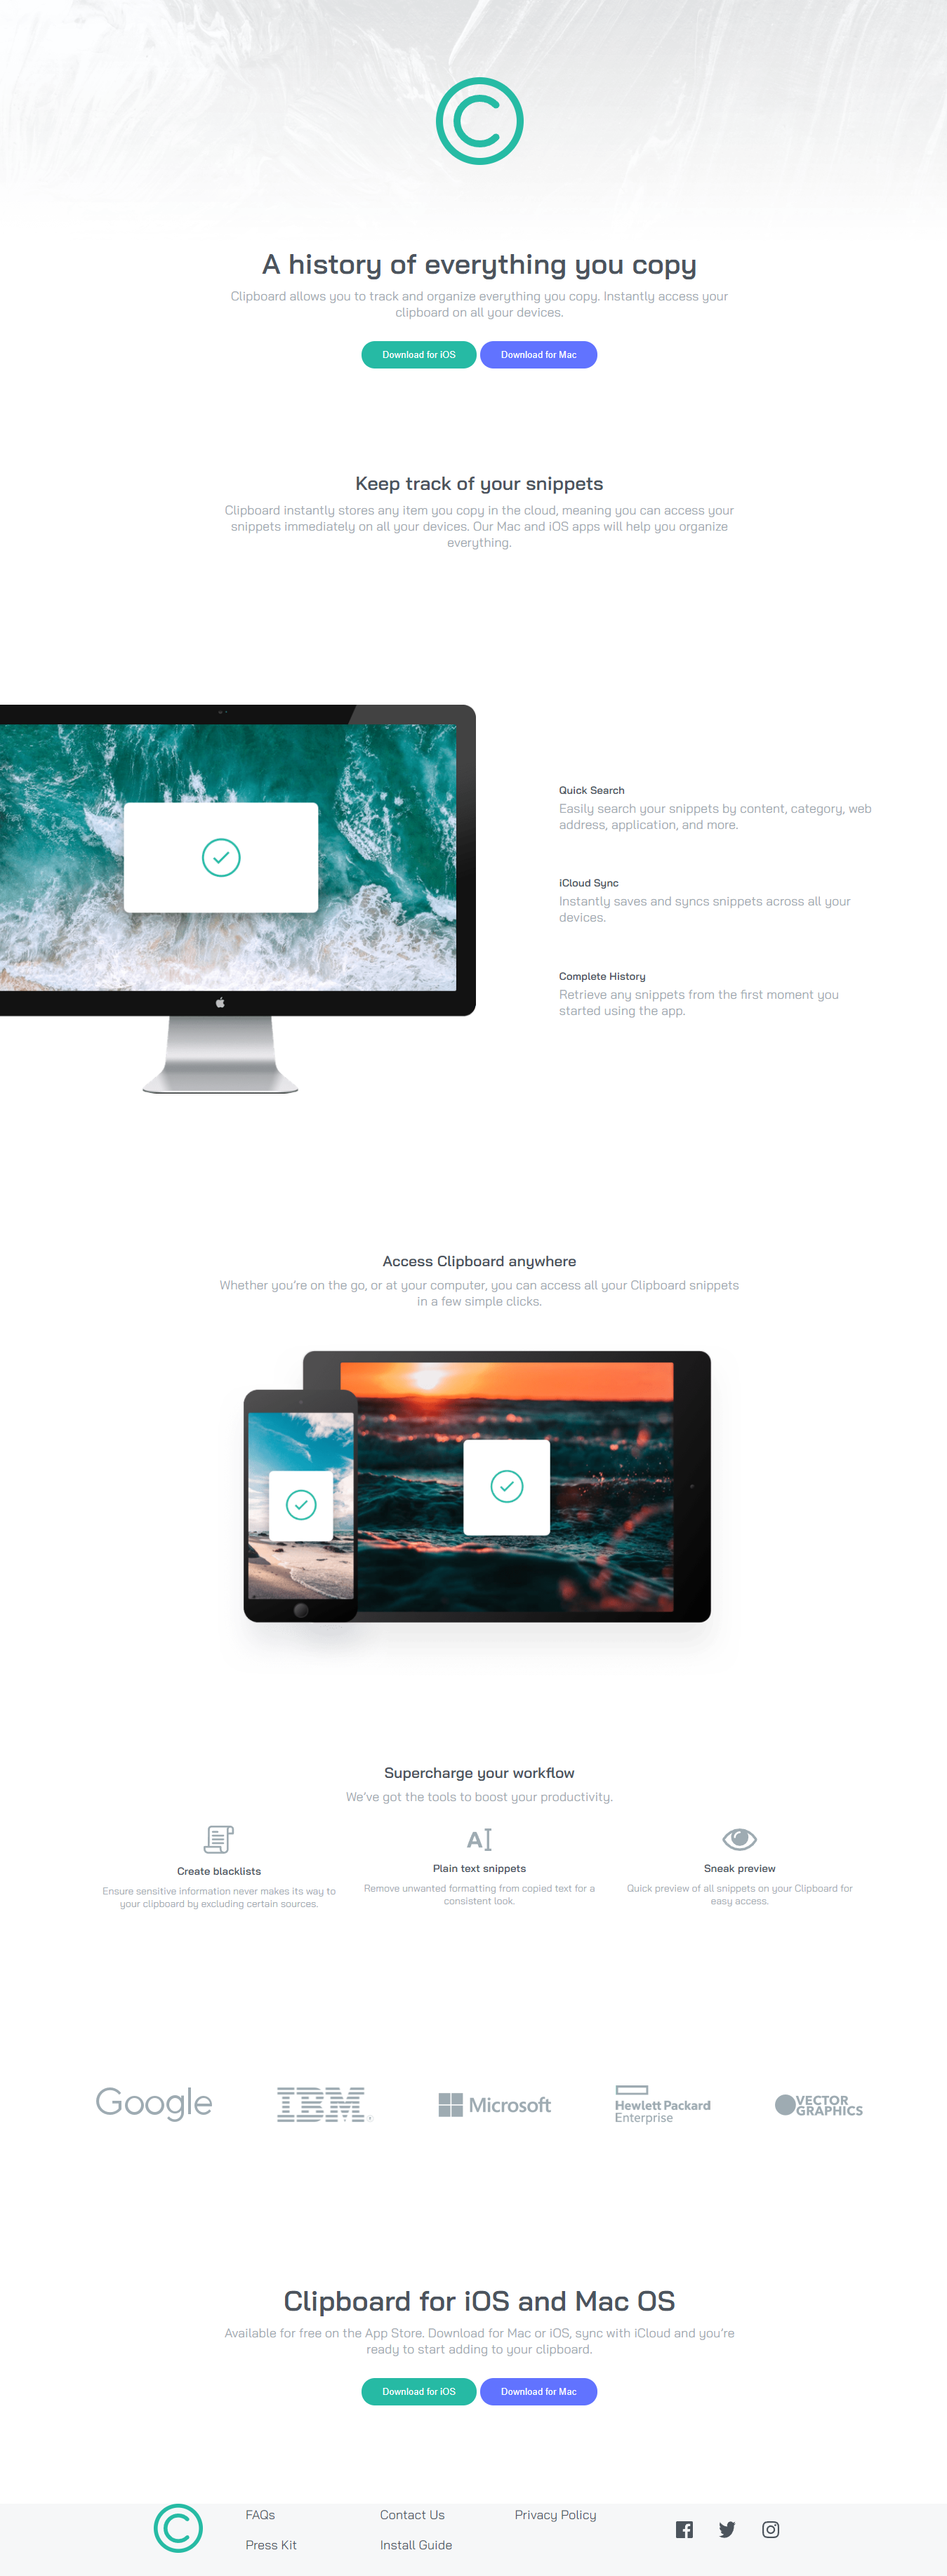 A history of everything you copy
Clipboard allows you to track and organize everything you copy. Instantly access your
clipboard on all your devices.
Download for iOS
Download for Mac
Keep track of your snippets
Clipboard instantly stores any item you copy in the cloud, meaning you can access your
snippets immediately on all your devices. Our Mac and iOS apps will help you organize
everything.
Quick Search
Easily search your snippets by content, category, web
address, application, and more.
iCloud Sync
Instantly saves and syncs snippets across all your
devices.
Complete History
Retrieve any snippets from the first moment you
started using the app.
Access Clipboard anywhere
Whether you're on the go, or at your computer, you can access all your Clipboard snippets
in a few simple clicks.
Supercharge your workflow
We've got the tools to boost your productivity.
Create blacklists
Ensure sensitive information never makes its way to
your clipboard by excluding certain sources.
AI
Plain text snippets
Remove unwanted formatting from copied text for a
consistent look.
Sneak preview
Quick preview of all snippets on your Clipboard for
easy access.
Google
IBM®
Microsoft
Hewlett Packard
Enterprise
VECTOR
GRAPHICS
Clipboard for iOS and Mac OS
Available for free on the App Store. Download for Mac or iOS, sync with iCloud and you're
ready to start adding to your clipboard.
Download for iOS
Download for Mac
FAQs
Contact Us
Privacy Policy
Press Kit
Install Guide